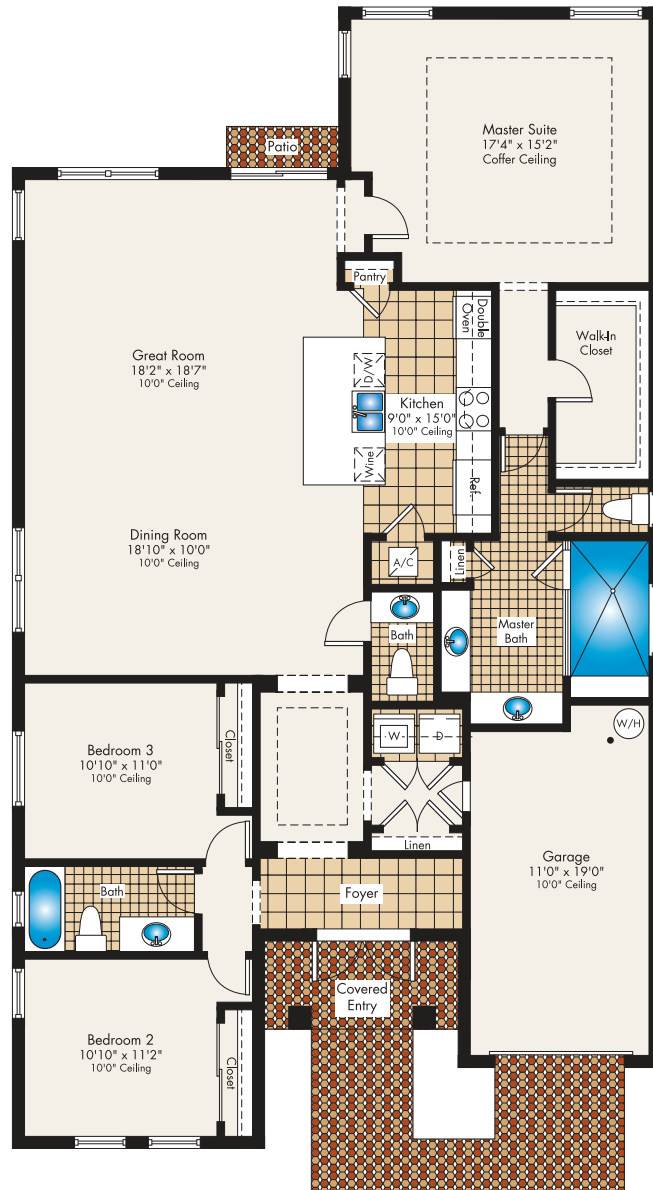 Master Suite
17'4" x 15'2"
Coffer Ceiling
Patio
Pantry
Double
Oven
Great Room
18'2" x 18'7"
10'0" Ceiling
D/W
Kitchen
9'0" x 15'0"
10'0" Ceiling
Wine
Ref.
Walk-In
Closet
Dining Room
18'10" x 10'0"
10'0" Ceiling
A/C
Linen
Bath
Master
Bath
W/H
W
D
Bedroom 3
10'10" x 11'0"
10'0" Ceiling
Closet
Linen
Garage
11'0" x 19'0"
10'0" Ceiling
Bath
Foyer
Covered
Entry
Bedroom 2
10'10" x 11'2"
10'0" Ceiling
Closet